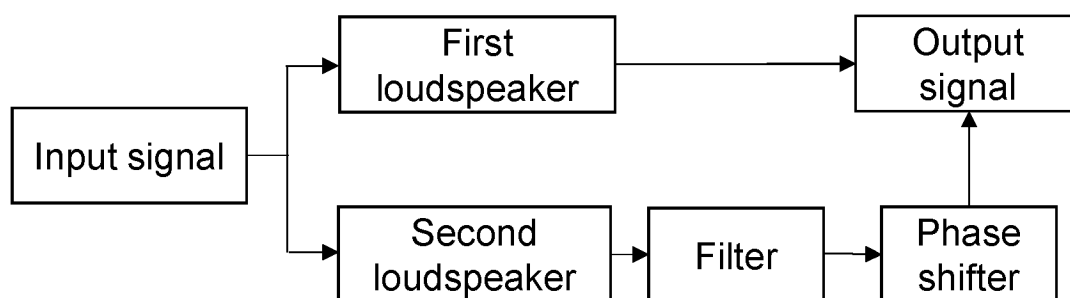 First
loudspeaker
Output
signal
Input signal
Second
loudspeaker
Filter
Phase
shifter